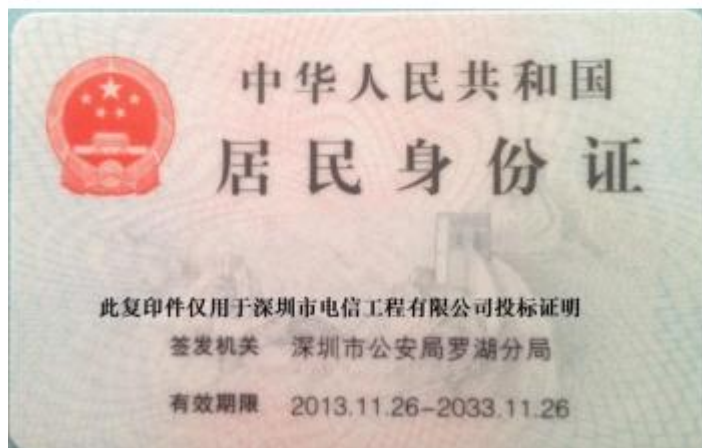 中华人民共和国
居民身份证
此复印件仅用于深圳市电信工程有限公司投标证明
签发机关 深圳市公安局罗湖分局
有效期限 2013.11.26-2033.11.26